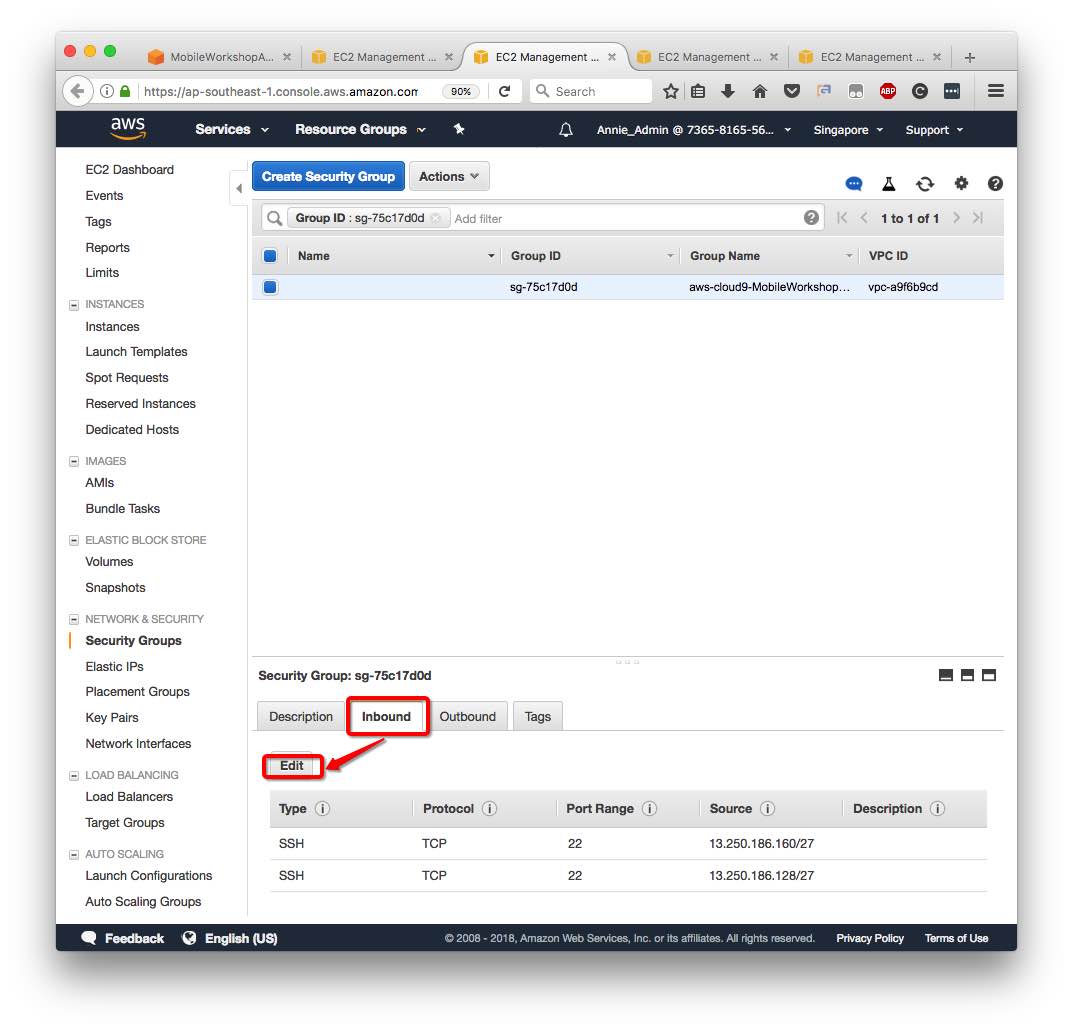 MobileWorkshopA...
EC2 Management ...
EC2 Management ...
EC2 Management ...
EC2 Management ...
https://ap-southeast-1.console.aws.amazon.com
90%
Search
ABP
aws
Services
Resource Groups
Annie_Admin @ 7365-8165-56...
Singapore
Support
EC2 Dashboard
Events
Tags
Reports
Limits
INSTANCES
Instances
Launch Templates
Spot Requests
Reserved Instances
Dedicated Hosts
IMAGES
AMIs
Bundle Tasks
ELASTIC BLOCK STORE
Volumes
Snapshots
NETWORK & SECURITY
Security Groups
Elastic IPs
Placement Groups
Key Pairs
Network Interfaces
LOAD BALANCING
Load Balancers
Target Groups
AUTO SCALING
Launch Configurations
Auto Scaling Groups
Create Security Group
Actions
Group ID : sg-75c17d0d
Add filter
1 to 1 of 1
Name Group ID Group Name VPC ID
sg-75c17d0d aws-cloud9-MobileWorkshop... vpc-a9f6b9cd
Security Group: sg-75c17d0d
Description Inbound Outbound Tags
Edit
Type Protocol Port Range Source Description
SSH TCP 22 13.250.186.160/27
SSH TCP 22 13.250.186.128/27
Feedback
English (US)
© 2008 - 2018, Amazon Web Services, Inc. or its affiliates. All rights reserved.
Privacy Policy
Terms of Use